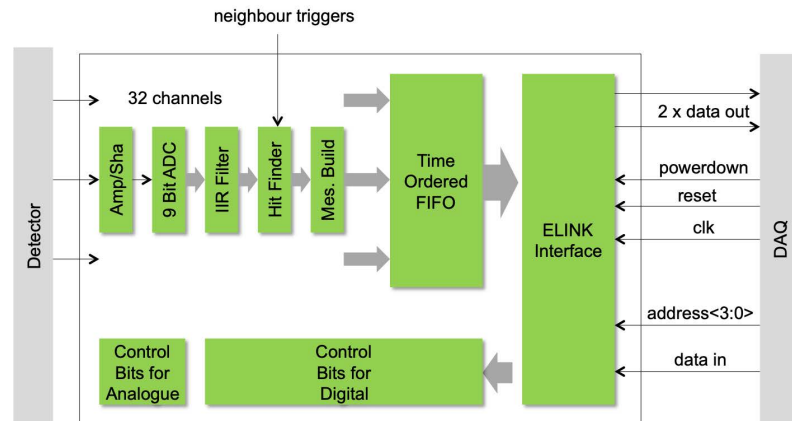 neighbour triggers
32 channels
Detector
Amp/Sha
9 Bit ADC
IIR Filter
Hit Finder
Mes. Build
Time
Ordered
FIFO
ELINK
Interface
2 x data out
powerdown
reset
clk
address<3:0>
data in
DAQ
Control
Bits for
Analogue
Control
Bits for
Digital